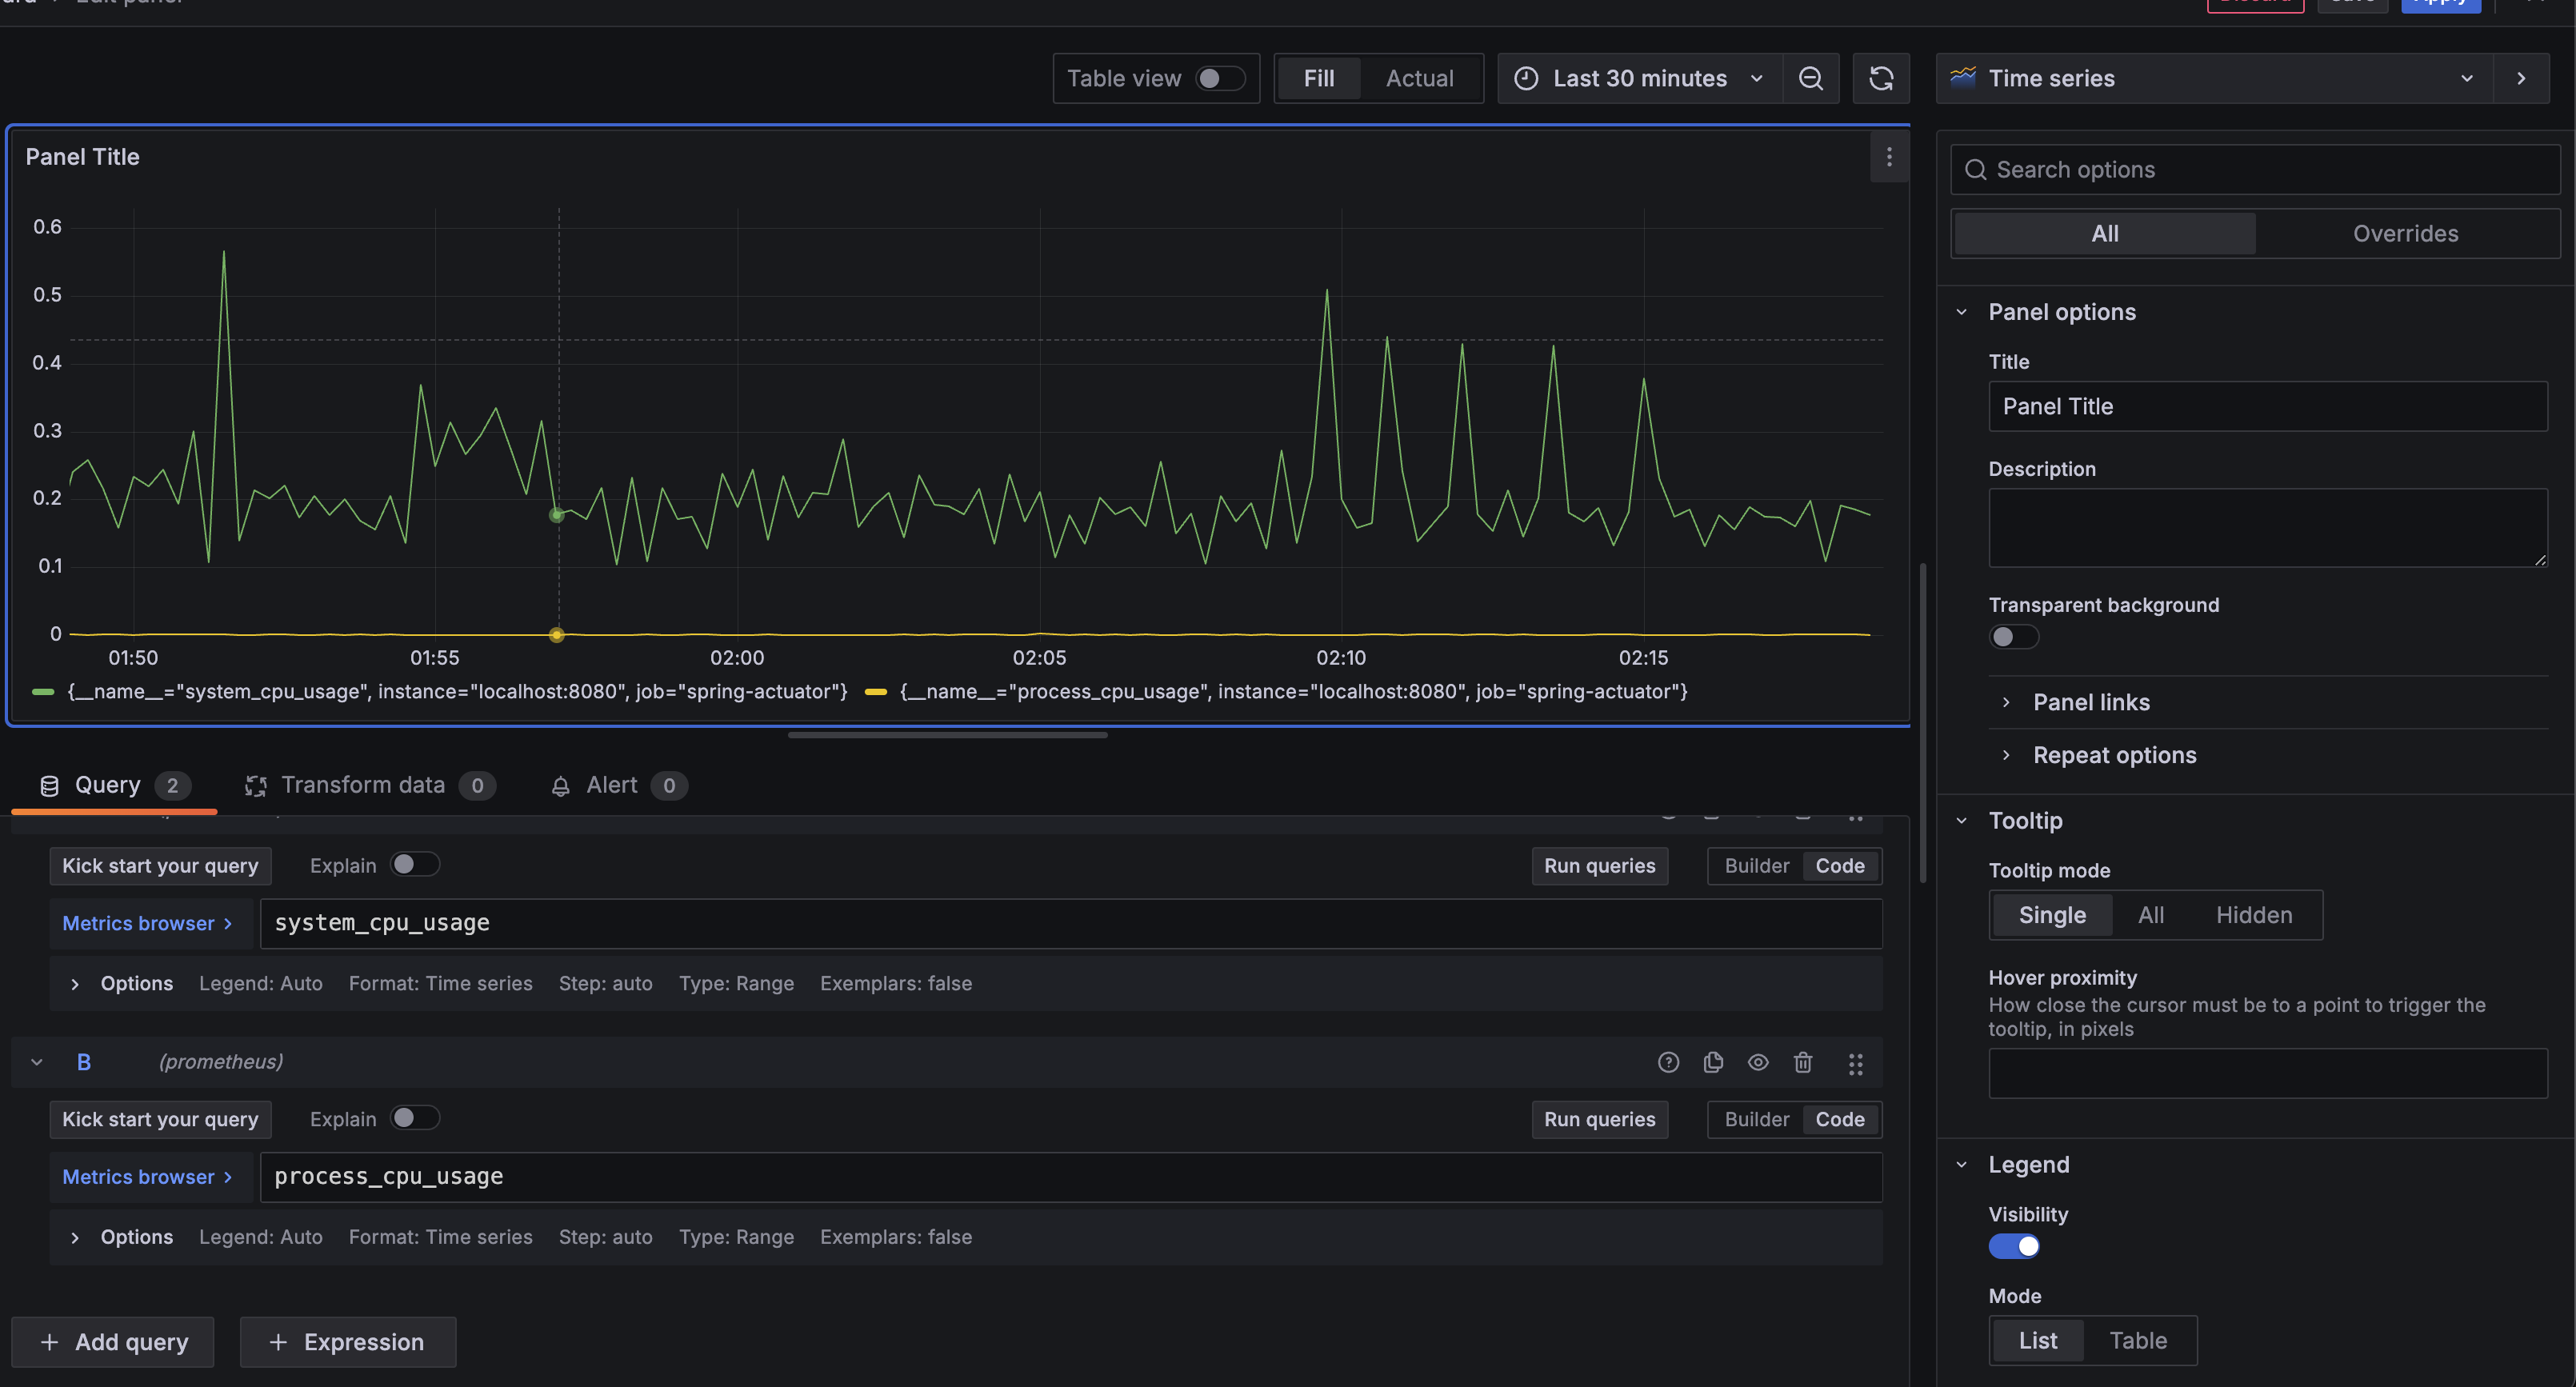 Edit panel
Discard Save Apply
Table view Fill Actual Last 30 minutes Time series
Panel Title
Search options
All Overrides
0.6
0.5
0.4
0.3
0.2
0.1
0
01:50 01:55 02:00 02:05 02:10 02:15
{__name__="system_cpu_usage", instance="localhost:8080", job="spring-actuator"} {__name__="process_cpu_usage", instance="localhost:8080", job="spring-actuator"}
Query 2 Transform data 0 Alert 0
Kick start your query Explain Run queries Builder Code
Metrics browser > system_cpu_usage
> Options Legend: Auto Format: Time series Step: auto Type: Range Exemplars: false
B (prometheus)
Kick start your query Explain Run queries Builder Code
Metrics browser > process_cpu_usage
> Options Legend: Auto Format: Time series Step: auto Type: Range Exemplars: false
+ Add query + Expression
Panel options
Title
Panel Title
Description
Transparent background
Panel links
Repeat options
Tooltip
Tooltip mode
Single All Hidden
Hover proximity
How close the cursor must be to a point to trigger the
tooltip, in pixels
Legend
Visibility
Mode
List Table